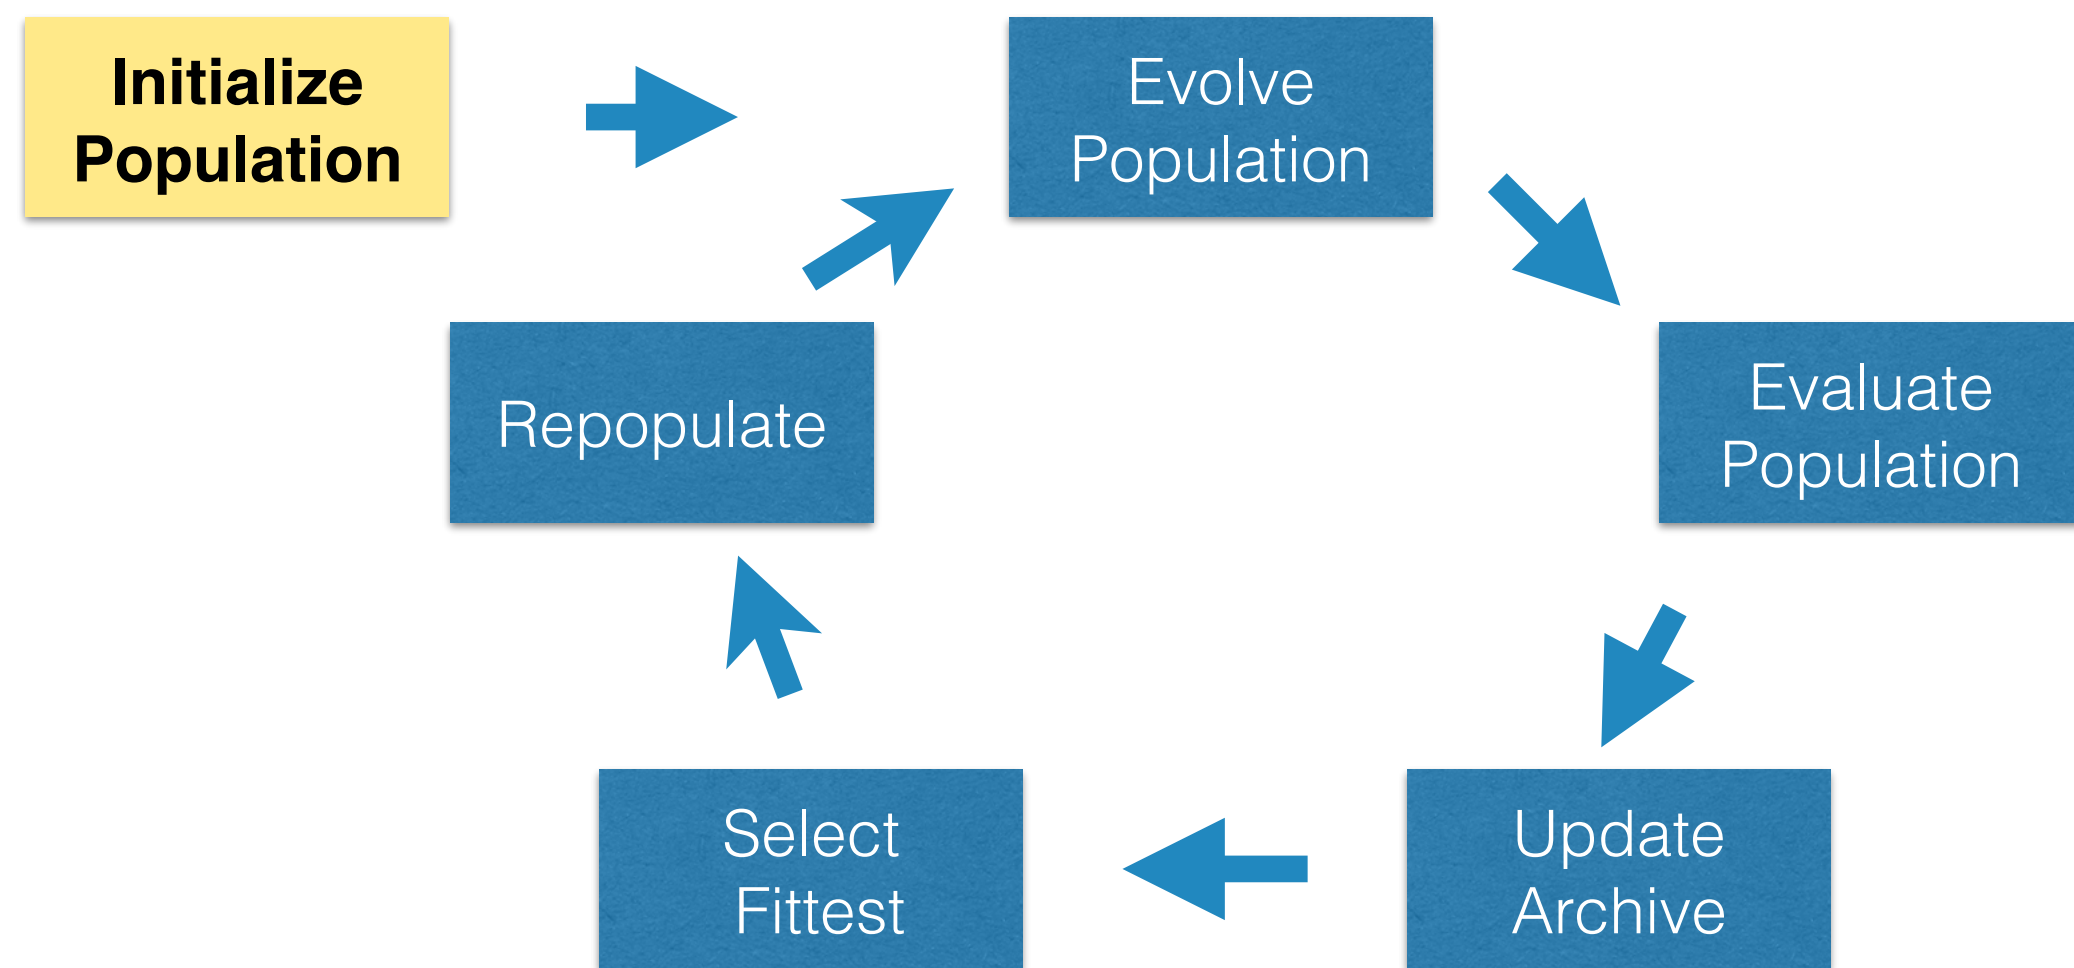 Initialize
Population
Evolve
Population
Evaluate
Population
Update
Archive
Select
Fittest
Repopulate